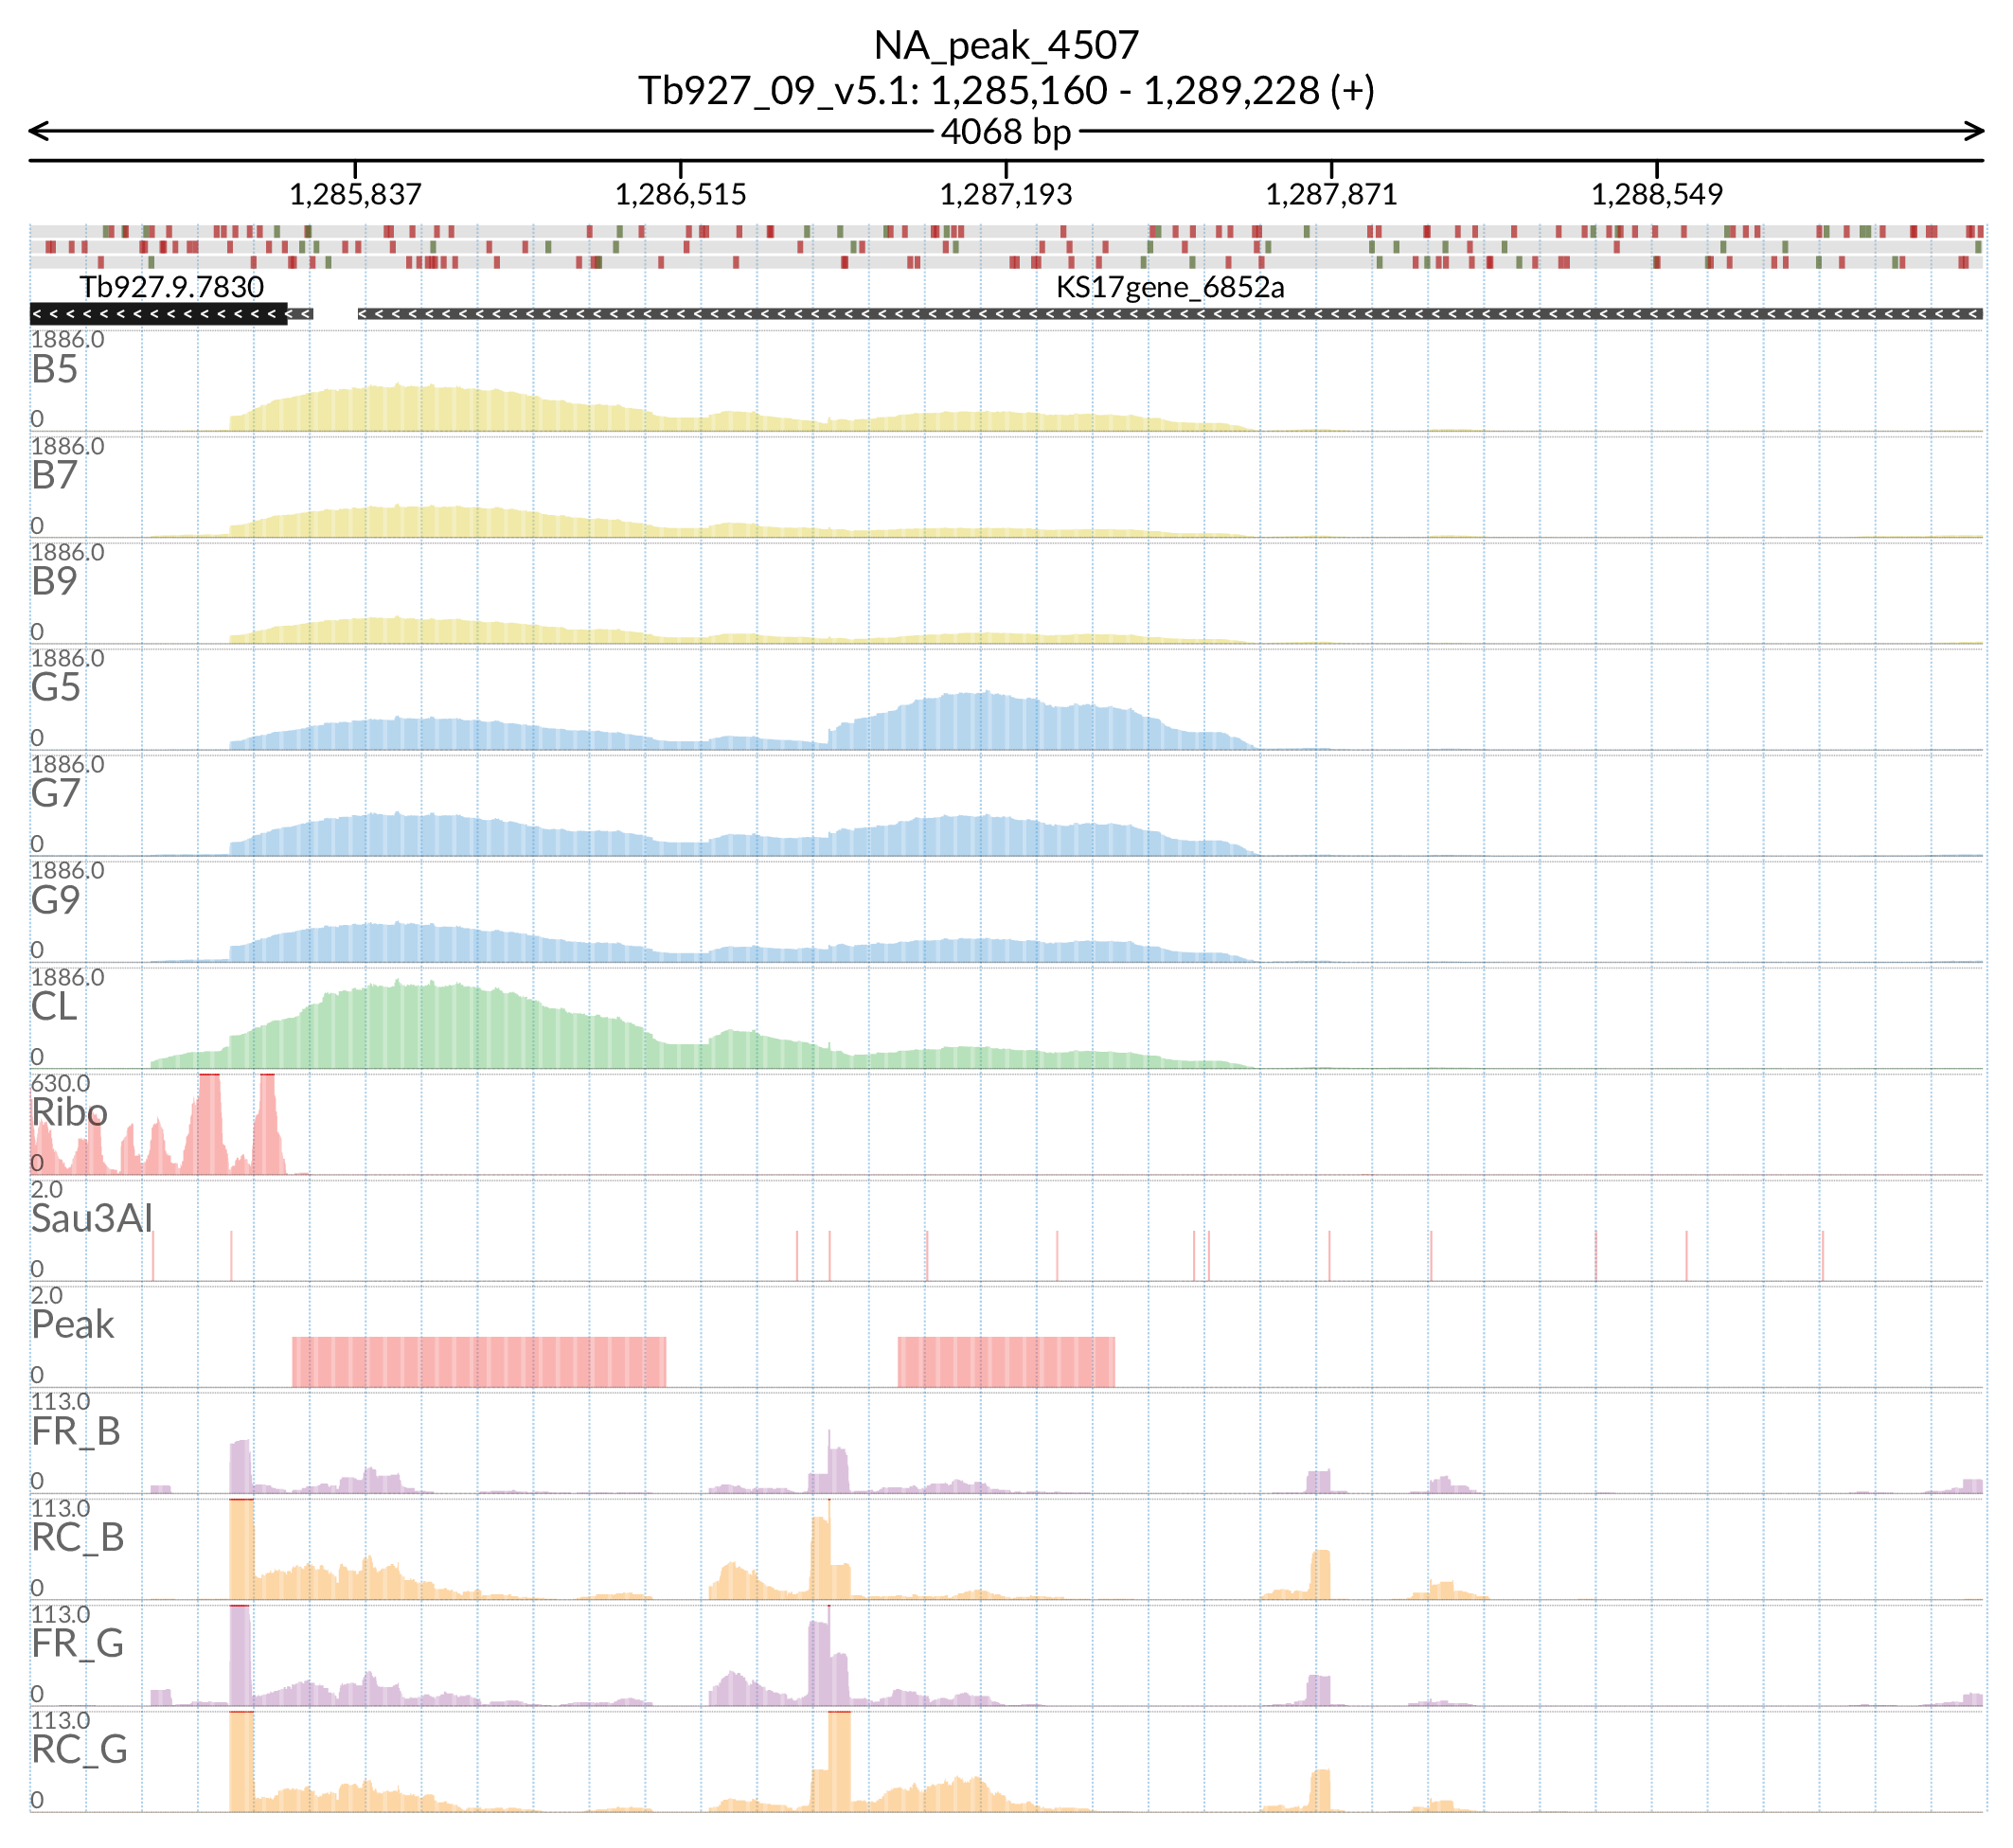 NA_peak_4507
Tb927_09_v5.1: 1,285,160 - 1,289,228 (+)
4068 bp
1,285,837 1,286,515 1,287,193 1,287,871 1,288,549
Tb927.9.7830 KS17gene_6852a
1886.0
B5
0
1886.0
B7
0
1886.0
B9
0
1886.0
G5
0
1886.0
G7
0
1886.0
G9
0
1886.0
CL
0
630.0
Ribo
0
2.0
Sau3AI
0
2.0
Peak
0
113.0
FR_B
0
113.0
RC_B
0
113.0
FR_G
0
113.0
RC_G
0